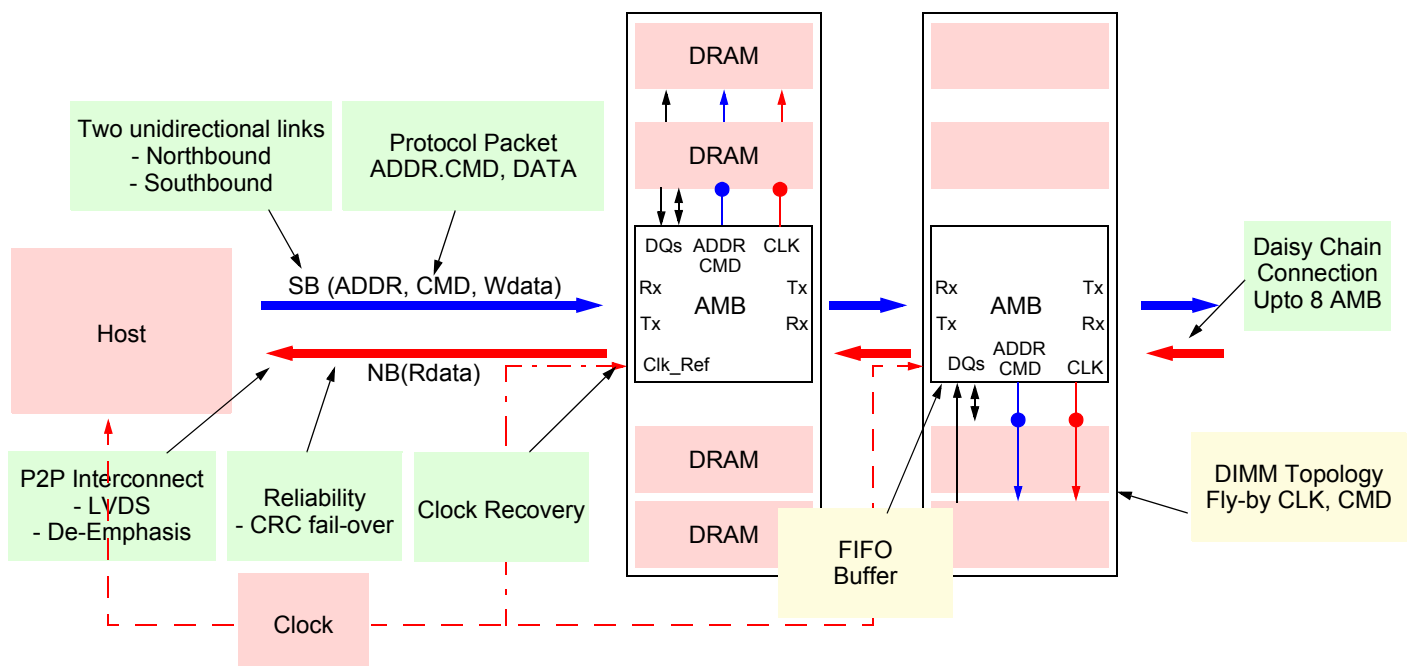 DRAM
DRAM
Two unidirectional links
- Northbound
- Southbound
Protocol Packet
ADDR.CMD, DATA
DQs ADDR CLK
CMD
Rx
Tx
AMB
Tx
Rx
Clk_Ref
Rx
Tx
AMB
Tx
Rx
DQs ADDR CLK
CMD
Daisy Chain
Connection
Upto 8 AMB
Host
SB (ADDR, CMD, Wdata)
NB(Rdata)
P2P Interconnect
- LVDS
- De-Emphasis
Reliability
- CRC fail-over
Clock Recovery
DRAM
DRAM
DIMM Topology
Fly-by CLK, CMD
FIFO
Buffer
Clock